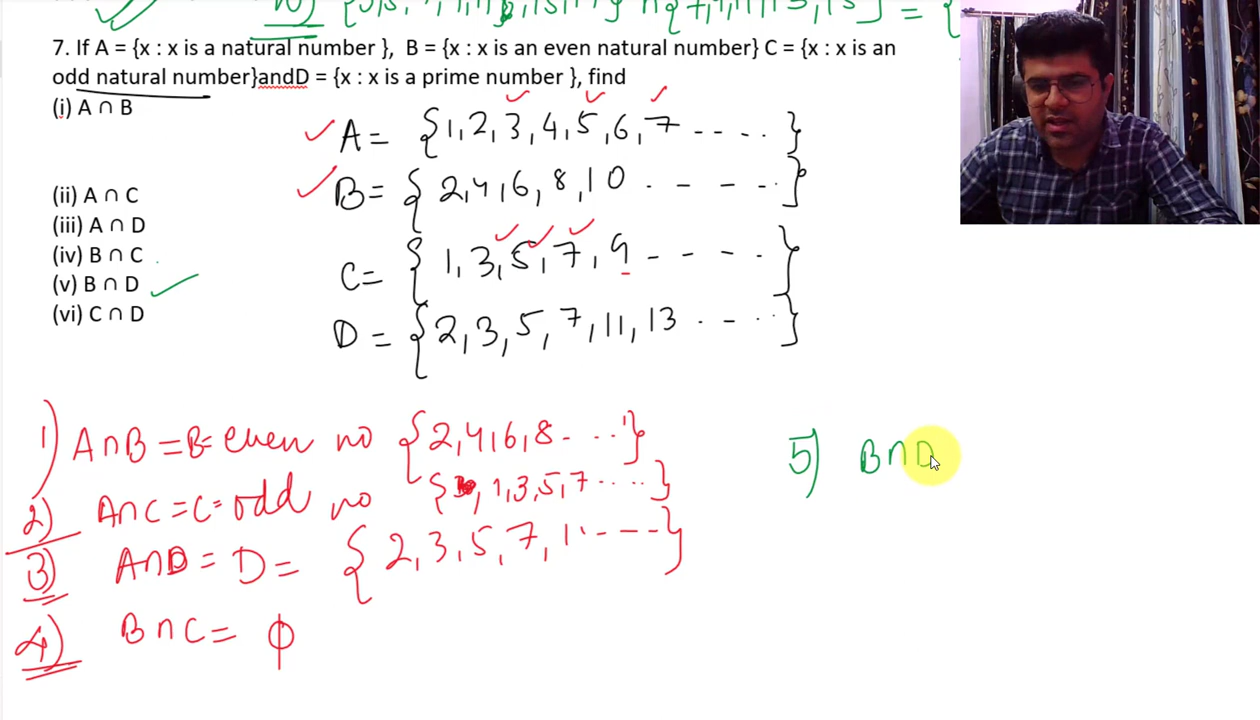 7. If A = {x : x is a natural number }, B = {x : x is an even natural number} C = {x : x is an
odd natural number}andD = {x : x is a prime number }, find
(i) A ∩ B
(ii) A ∩ C
(iii) A ∩ D
(iv) B ∩ C
(v) B ∩ D
(vi) C ∩ D
A = {1, 2, 3, 4, 5, 6, 7 - - - - }
B = {2, 4, 6, 8, 10 - - - - - }
C = {1, 3, 5, 7, 9 - - - - - }
D = {2, 3, 5, 7, 11, 13 - - - - }
1) A∩B = B = even no {2, 4, 6, 8 - - - - }
2) A∩C = C = odd no { , 1, 3, 5, 7 - - - - }
3) A∩D = D = {2, 3, 5, 7, 11 - - - }
4) B∩C = ϕ
5) B∩D